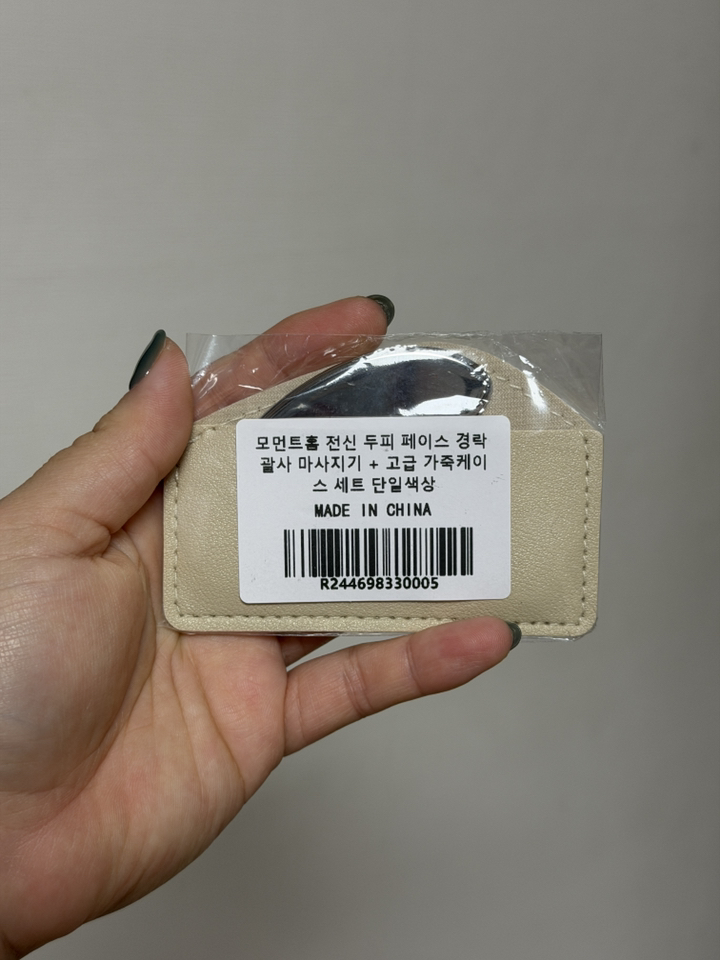 모먼트홈 전신 두피 페이스 경락
괄사 마사지기 + 고급 가죽케이
스 세트 단일색상
MADE IN CHINA
R244698330005